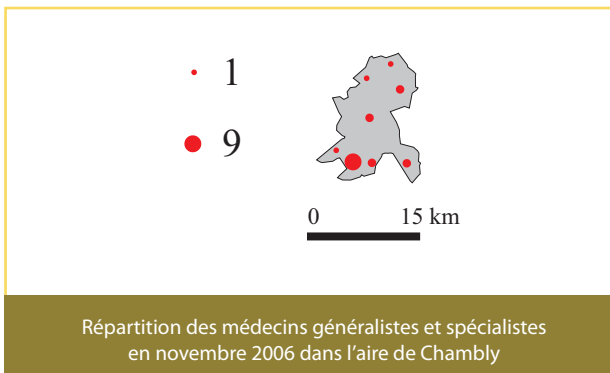 1
9
0 15 km
Répartition des médecins généralistes et spécialistes
en novembre 2006 dans l'aire de Chambly